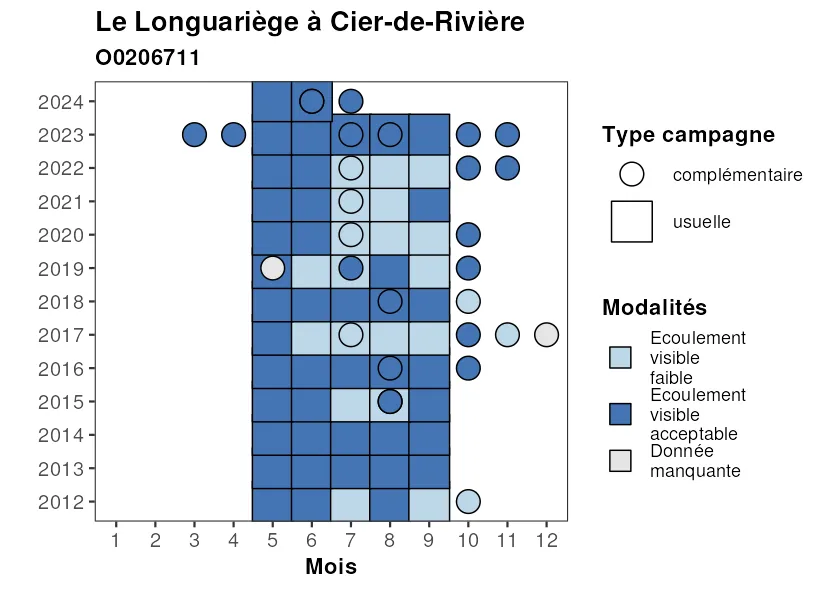 Le Longuariège à Cier-de-Rivière
O0206711
2024
2023
2022
2021
2020
2019
2018
2017
2016
2015
2014
2013
2012
1 2 3 4 5 6 7 8 9 10 11 12
Mois
Type campagne
complémentaire
usuelle
Modalités
Ecoulement
visible
faible
Ecoulement
visible
acceptable
Donnée
manquante